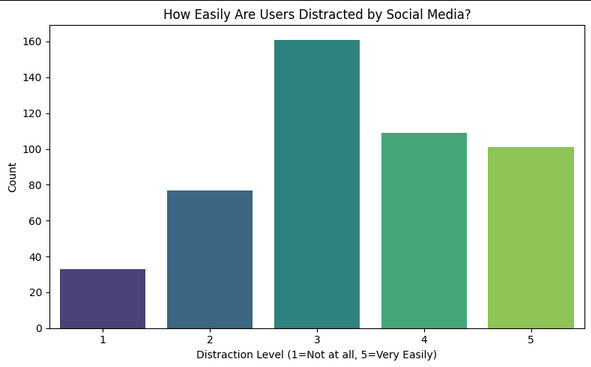 How Easily Are Users Distracted by Social Media?
160
140
120
100
80
60
40
20
0
Count
1 2 3 4 5
Distraction Level (1=Not at all, 5=Very Easily)